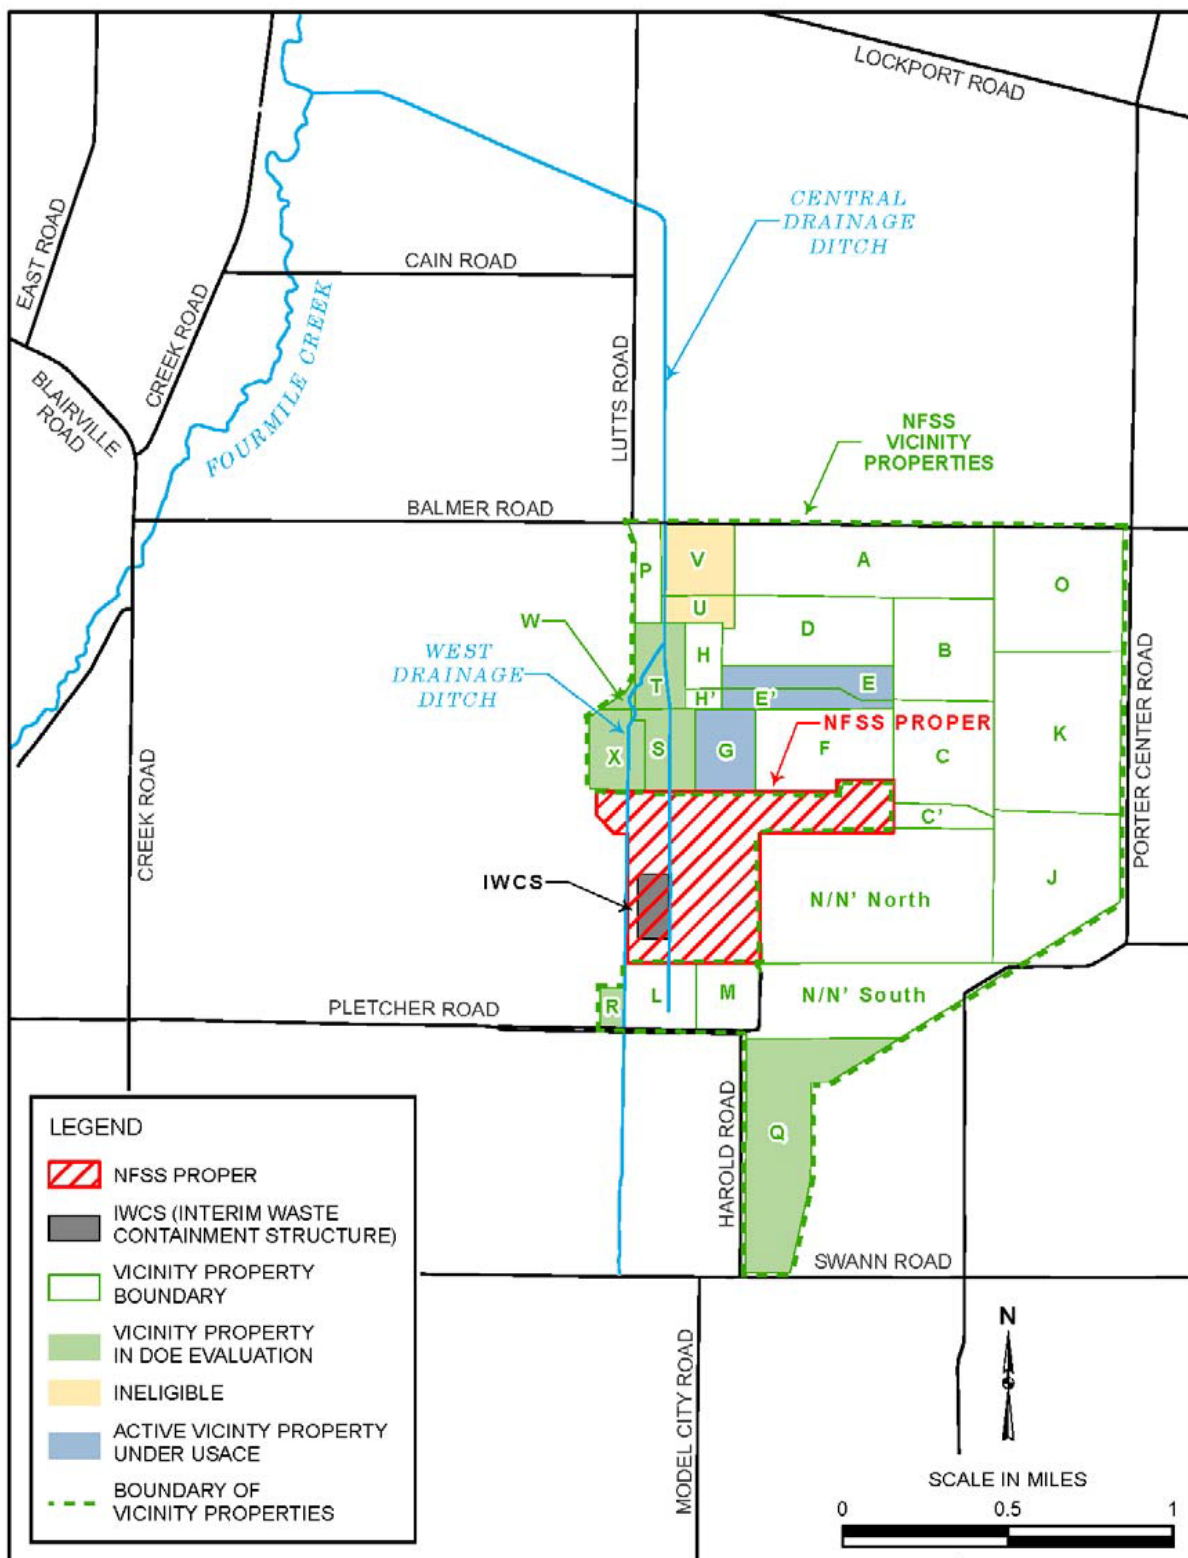 LOCKPORT ROAD
CENTRAL
DRAINAGE
DITCH
EAST ROAD
CAIN ROAD
CREEK ROAD
FOURMILE CREEK
LUTTS ROAD
BLAIRVILLE
ROAD
NFSS
VICINITY
PROPERTIES
BALMER ROAD
P
V
A
O
U
W
D
WEST
DRAINAGE
DITCH
H
B
T
E
H'
E'
NFSS PROPER
X
S
G
F
C
K
C'
PORTER CENTER ROAD
CREEK ROAD
IWCS
J
N/N' North
PLETCHER ROAD
R
L
M
N/N' South
HAROLD ROAD
Q
SWANN ROAD
MODEL CITY ROAD
LEGEND
NFSS PROPER
IWCS (INTERIM WASTE
CONTAINMENT STRUCTURE)
VICINITY PROPERTY
BOUNDARY
VICINITY PROPERTY
IN DOE EVALUATION
INELIGIBLE
ACTIVE VICINTY PROPERTY
UNDER USACE
BOUNDARY OF
VICINITY PROPERTIES
N
SCALE IN MILES
0 0.5 1